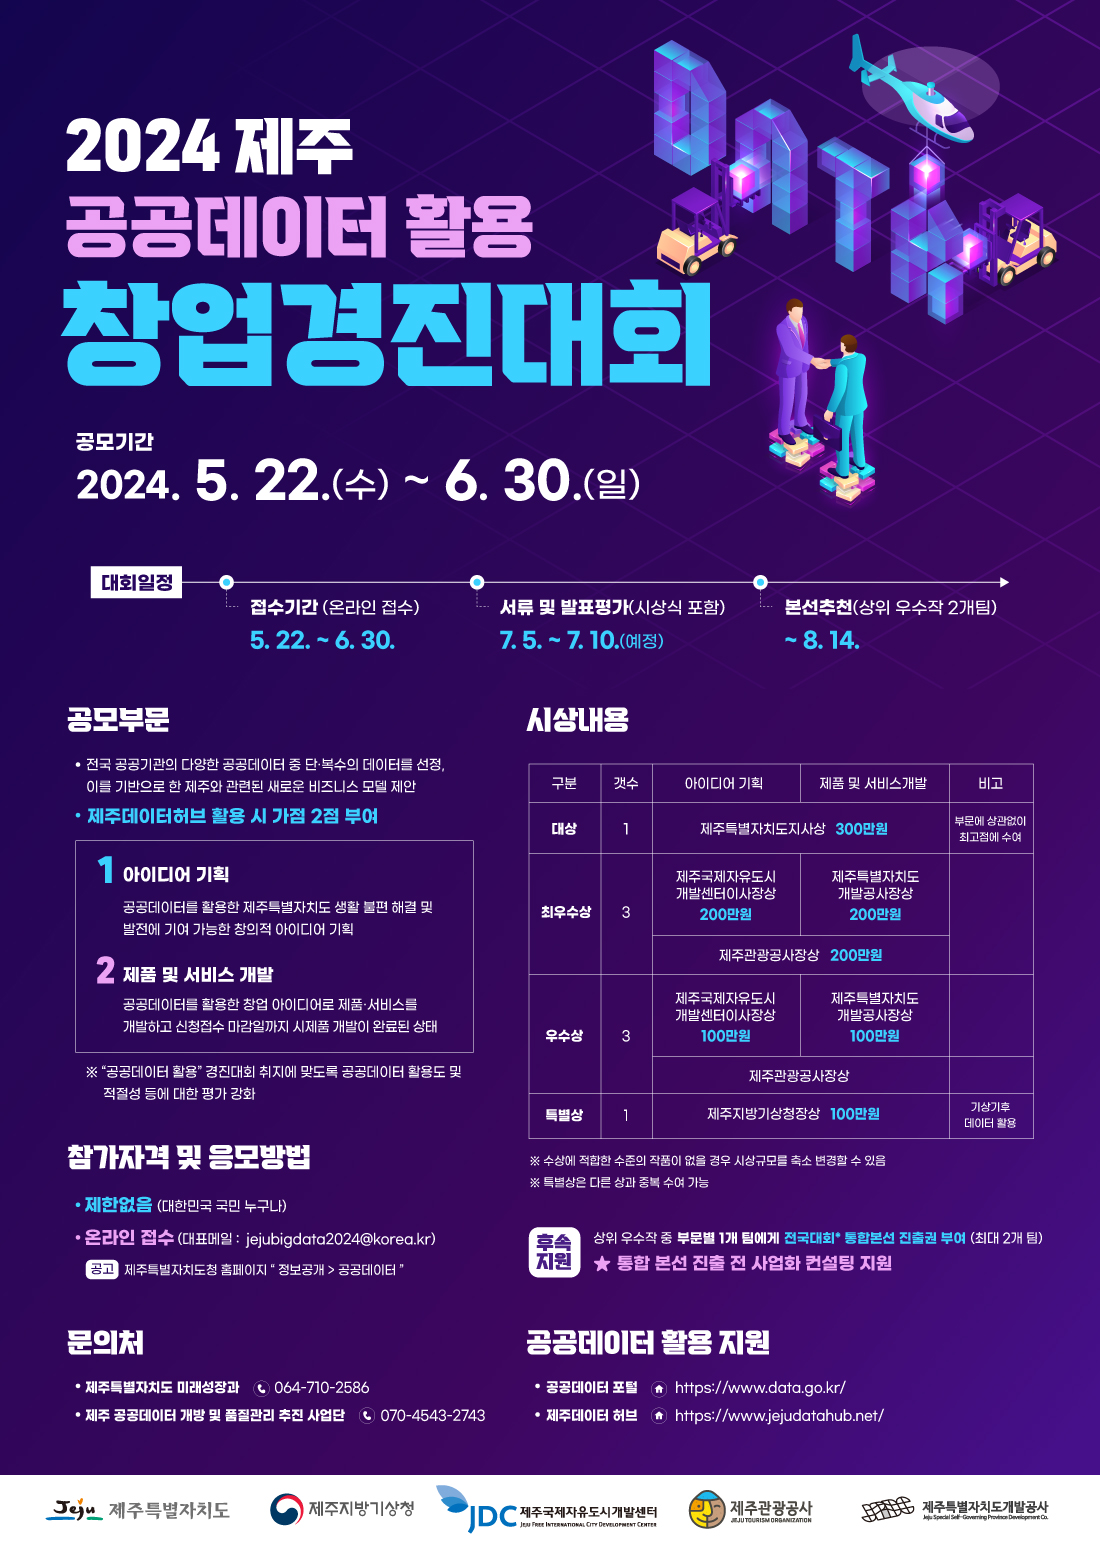 2024 제주
공공데이터 활용
창업경진대회
DATA
공모기간
2024. 5. 22.(수) ~ 6. 30.(일)
대회일정
접수기간 (온라인 접수)
5. 22. ~ 6. 30.
서류 및 발표평가(시상식 포함)
7. 5. ~ 7. 10.(예정)
본선추천(상위 우수작 2개팀)
~ 8. 14.
공모부문
• 전국 공공기관의 다양한 공공데이터 중 단·복수의 데이터를 선정,
이를 기반으로 한 제주와 관련된 새로운 비즈니스 모델 제안
• 제주데이터허브 활용 시 가점 2점 부여
1 아이디어 기획
공공데이터를 활용한 제주특별자치도 생활 불편 해결 및
발전에 기여 가능한 창의적 아이디어 기획
2 제품 및 서비스 개발
공공데이터를 활용한 창업 아이디어로 제품·서비스를
개발하고 신청접수 마감일까지 시제품 개발이 완료된 상태
※ “공공데이터 활용” 경진대회 취지에 맞도록 공공데이터 활용도 및
적절성 등에 대한 평가 강화
참가자격 및 응모방법
• 제한없음 (대한민국 국민 누구나)
• 온라인 접수 (대표메일 : jejubigdata2024@korea.kr)
공고 제주특별자치도청 홈페이지 “ 정보공개 > 공공데이터 ”
문의처
• 제주특별자치도 미래성장과 064-710-2586
• 제주 공공데이터 개방 및 품질관리 추진 사업단 070-4543-2743
시상내용
구분 갯수 아이디어 기획 제품 및 서비스개발 비고
대상 1 제주특별자치도지사상 300만원
부문에 상관없이
최고점에 수여
최우수상 3
제주국제자유도시
개발센터이사장상
200만원
제주특별자치도
개발공사장상
200만원
제주관광공사장상 200만원
우수상 3
제주국제자유도시
개발센터이사장상
100만원
제주특별자치도
개발공사장상
100만원
제주관광공사장상
특별상 1 제주지방기상청장상 100만원
기상기후
데이터 활용
※ 수상에 적합한 수준의 작품이 없을 경우 시상규모를 축소 변경할 수 있음
※ 특별상은 다른 상과 중복 수여 가능
후속
지원
상위 우수작 중 부문별 1개 팀에게 전국대회* 통합본선 진출권 부여 (최대 2개 팀)
★ 통합 본선 진출 전 사업화 컨설팅 지원
공공데이터 활용 지원
• 공공데이터 포털 https://www.data.go.kr/
• 제주데이터 허브 https://www.jejudatahub.net/
Jeju 제주특별자치도
제주지방기상청
JDC 제주국제자유도시개발센터
JEJU FREE INTERNATIONAL CITY DEVELOPMENT CENTER
제주관광공사
JEJU TOURISM ORGANIZATION
제주특별자치도개발공사
Jeju Special Self-Governing Province Development Co.